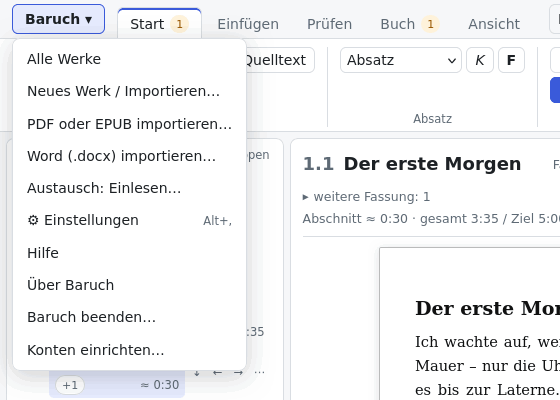 Baruch ▾
Start 1
Einfügen
Prüfen
Buch 1
Ansicht
Alle Werke
Neues Werk / Importieren…
PDF oder EPUB importieren…
Word (.docx) importieren…
Austausch: Einlesen…
⚙ Einstellungen Alt+,
Hilfe
Über Baruch
Baruch beenden…
Konten einrichten…
Quelltext
Absatz
K
F
Absatz
open
:35
↓ ← → …
+1 ≈ 0:30
1.1 Der erste Morgen
▸ weitere Fassung: 1
Abschnitt ≈ 0:30 · gesamt 3:35 / Ziel 5:0
Der erste Mor
Ich wachte auf, we
Mauer – nur die Uh
es bis zur Laterne.